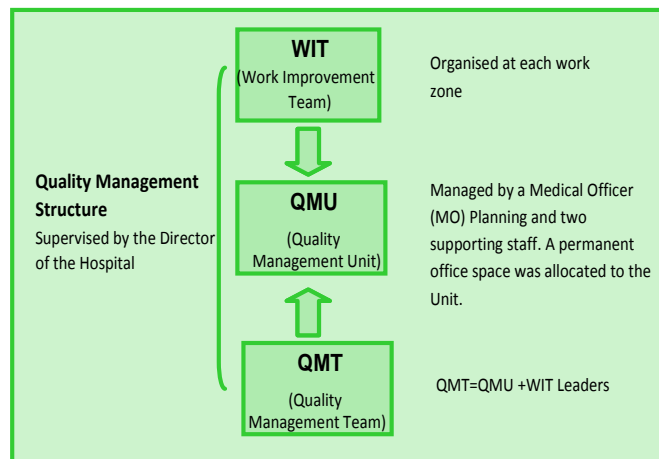 WIT
(Work Improvement
Team)
Organised at each work
zone
Quality Management
Structure
Supervised by the Director
of the Hospital
QMU
(Quality
Management Unit)
Managed by a Medical Officer
(MO) Planning and two
supporting staff. A permanent
office space was allocated to the
Unit.
QMT
(Quality
Management Team)
QMT=QMU +WIT Leaders